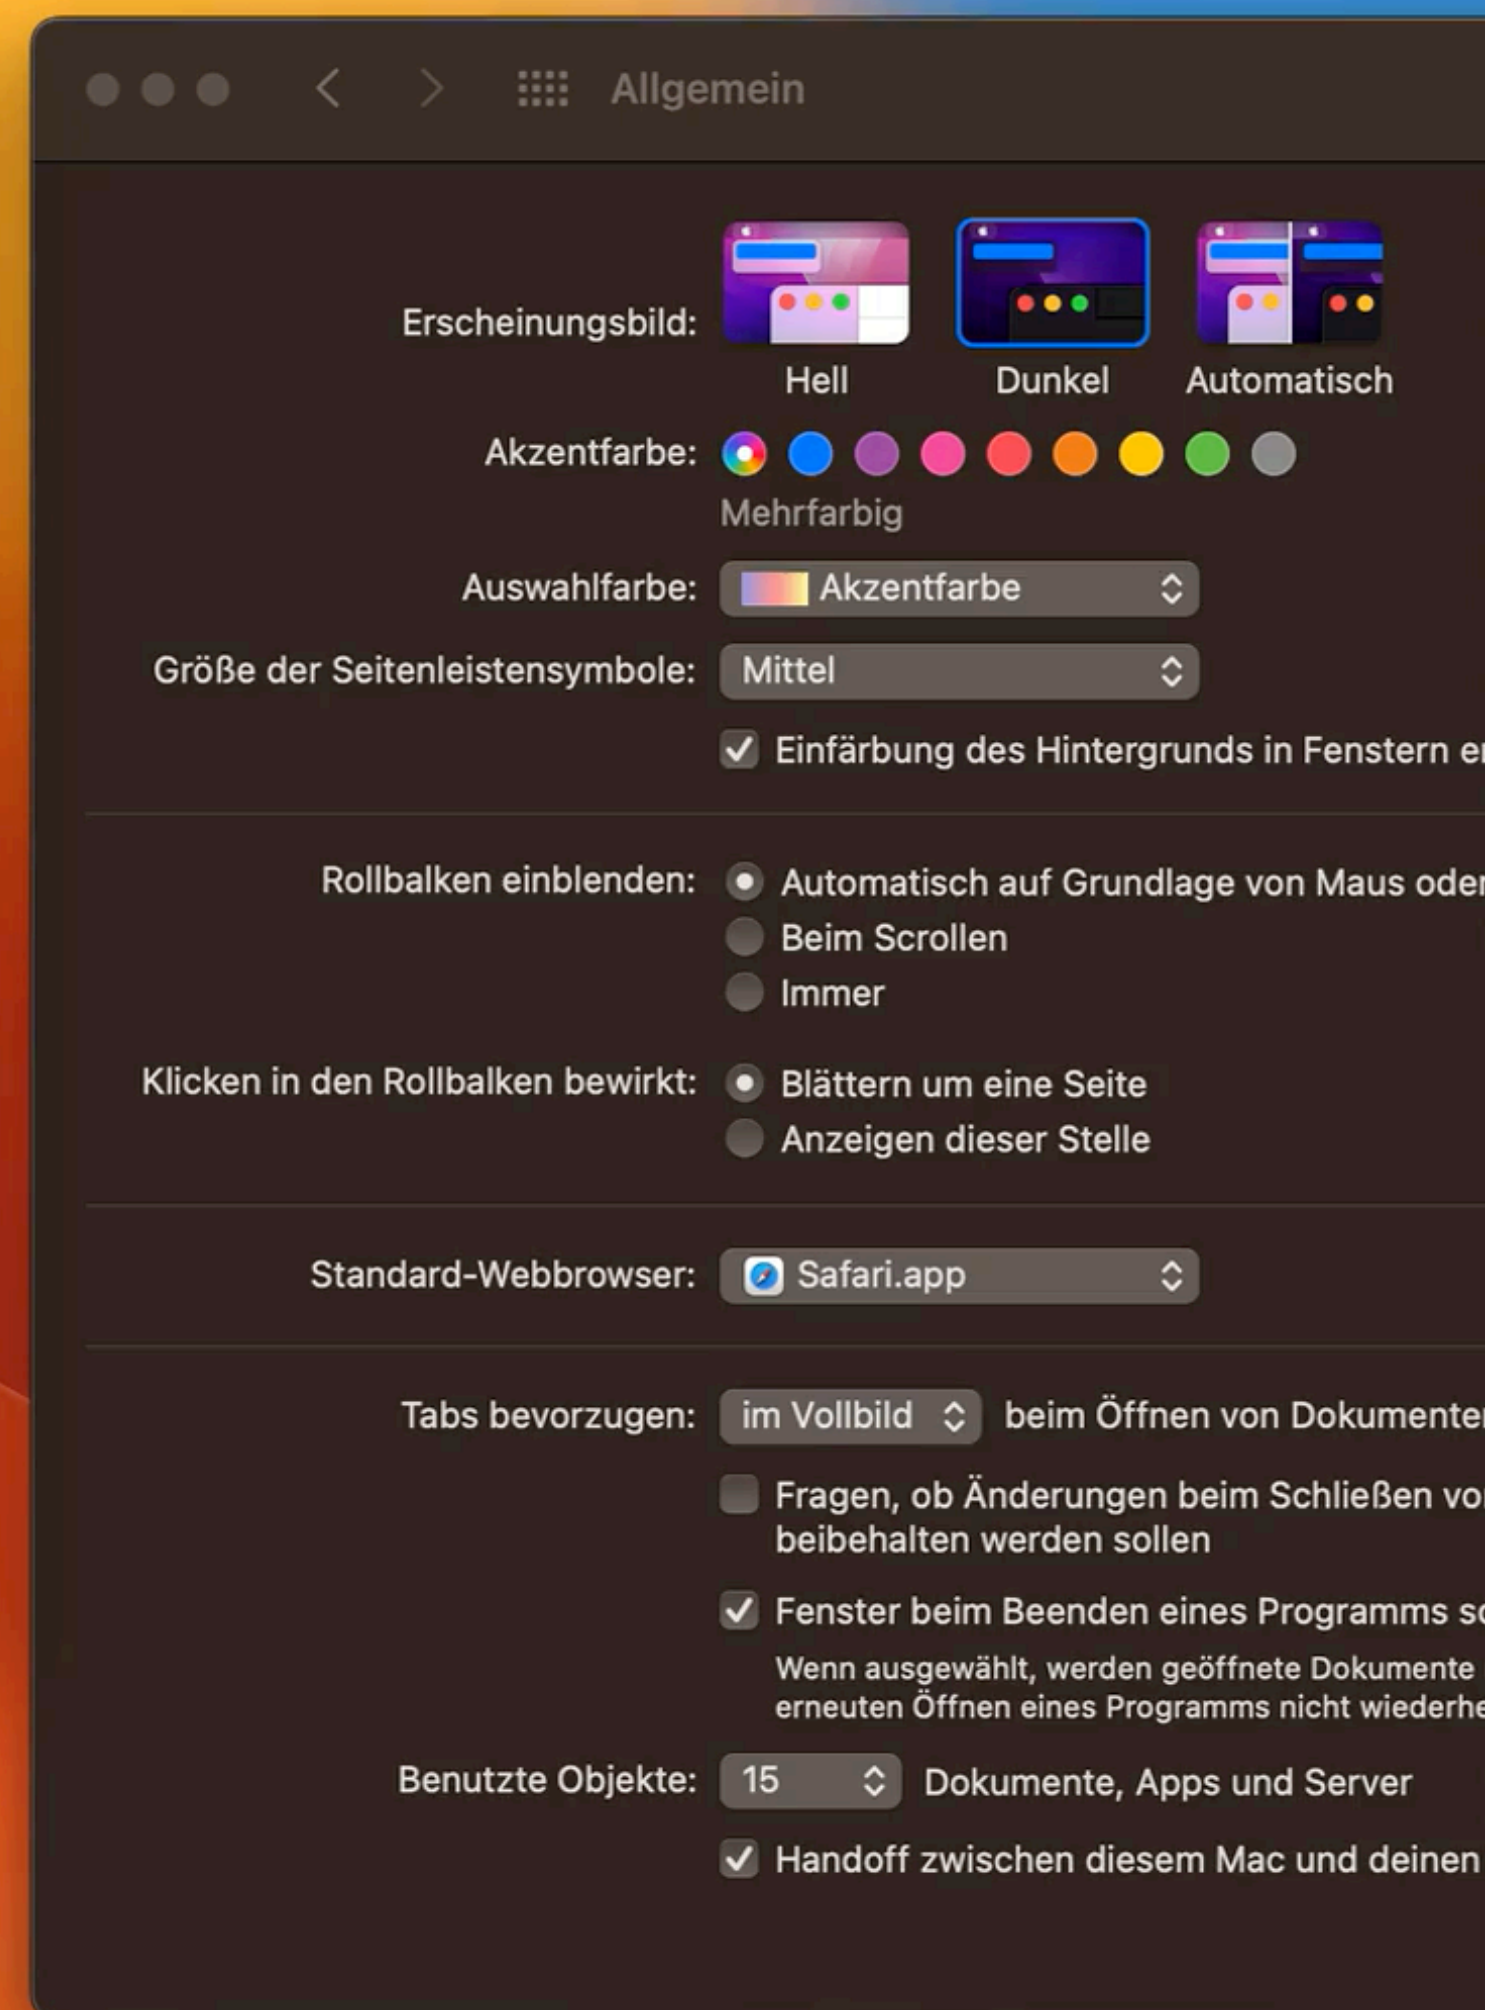 Allgemein
Erscheinungsbild:
Hell Dunkel Automatisch
Akzentfarbe:
Mehrfarbig
Auswahlfarbe: Akzentfarbe
Größe der Seitenleistensymbole: Mittel
Einfärbung des Hintergrunds in Fenstern
Rollbalken einblenden: Automatisch auf Grundlage von Maus oder
Beim Scrollen
Immer
Klicken in den Rollbalken bewirkt: Blättern um eine Seite
Anzeigen dieser Stelle
Standard-Webbrowser: Safari.app
Tabs bevorzugen: im Vollbild beim Öffnen von
Fragen, ob Änderungen beim Schließen
beibehalten werden sollen
Fenster beim Beenden eines Programms
Wenn ausgewählt, werden geöffnete Dokumente
erneuten Öffnen eines Programms nicht
Benutzte Objekte: 15 Dokumente, Apps und Server
Handoff zwischen diesem Mac und deinen